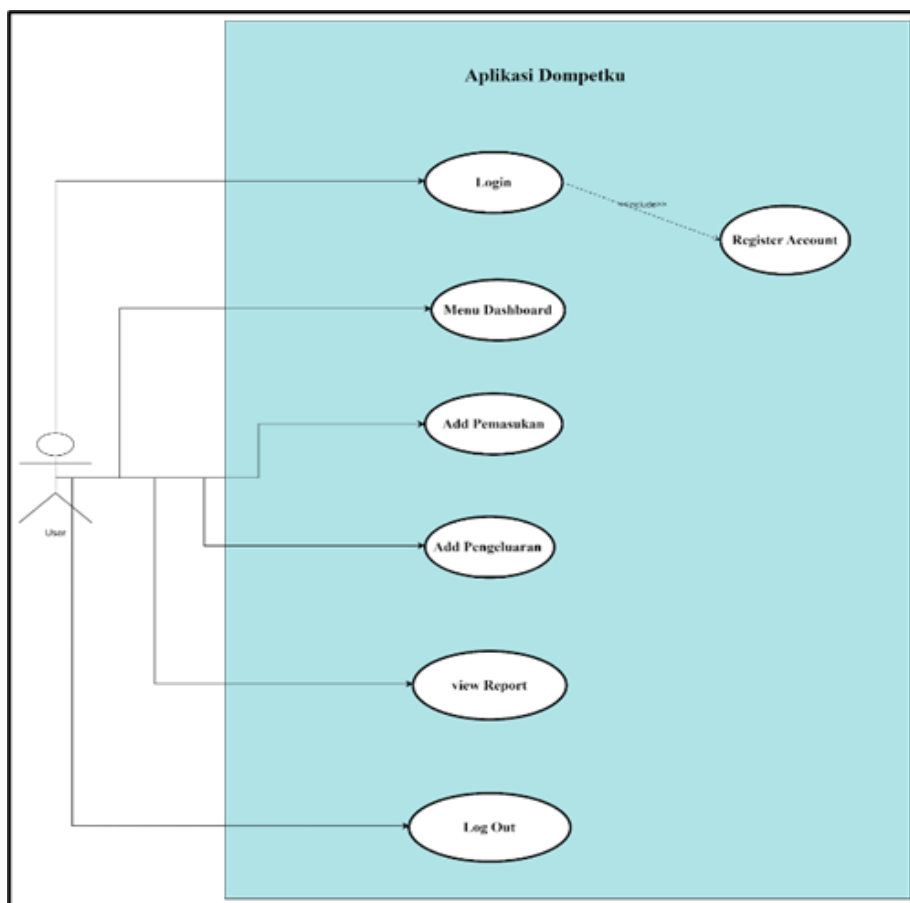 Aplikasi Dompetku
Login
<<include>>
Register Account
Menu Dashboard
Add Pemasukan
Add Pengeluaran
User
view Report
Log Out